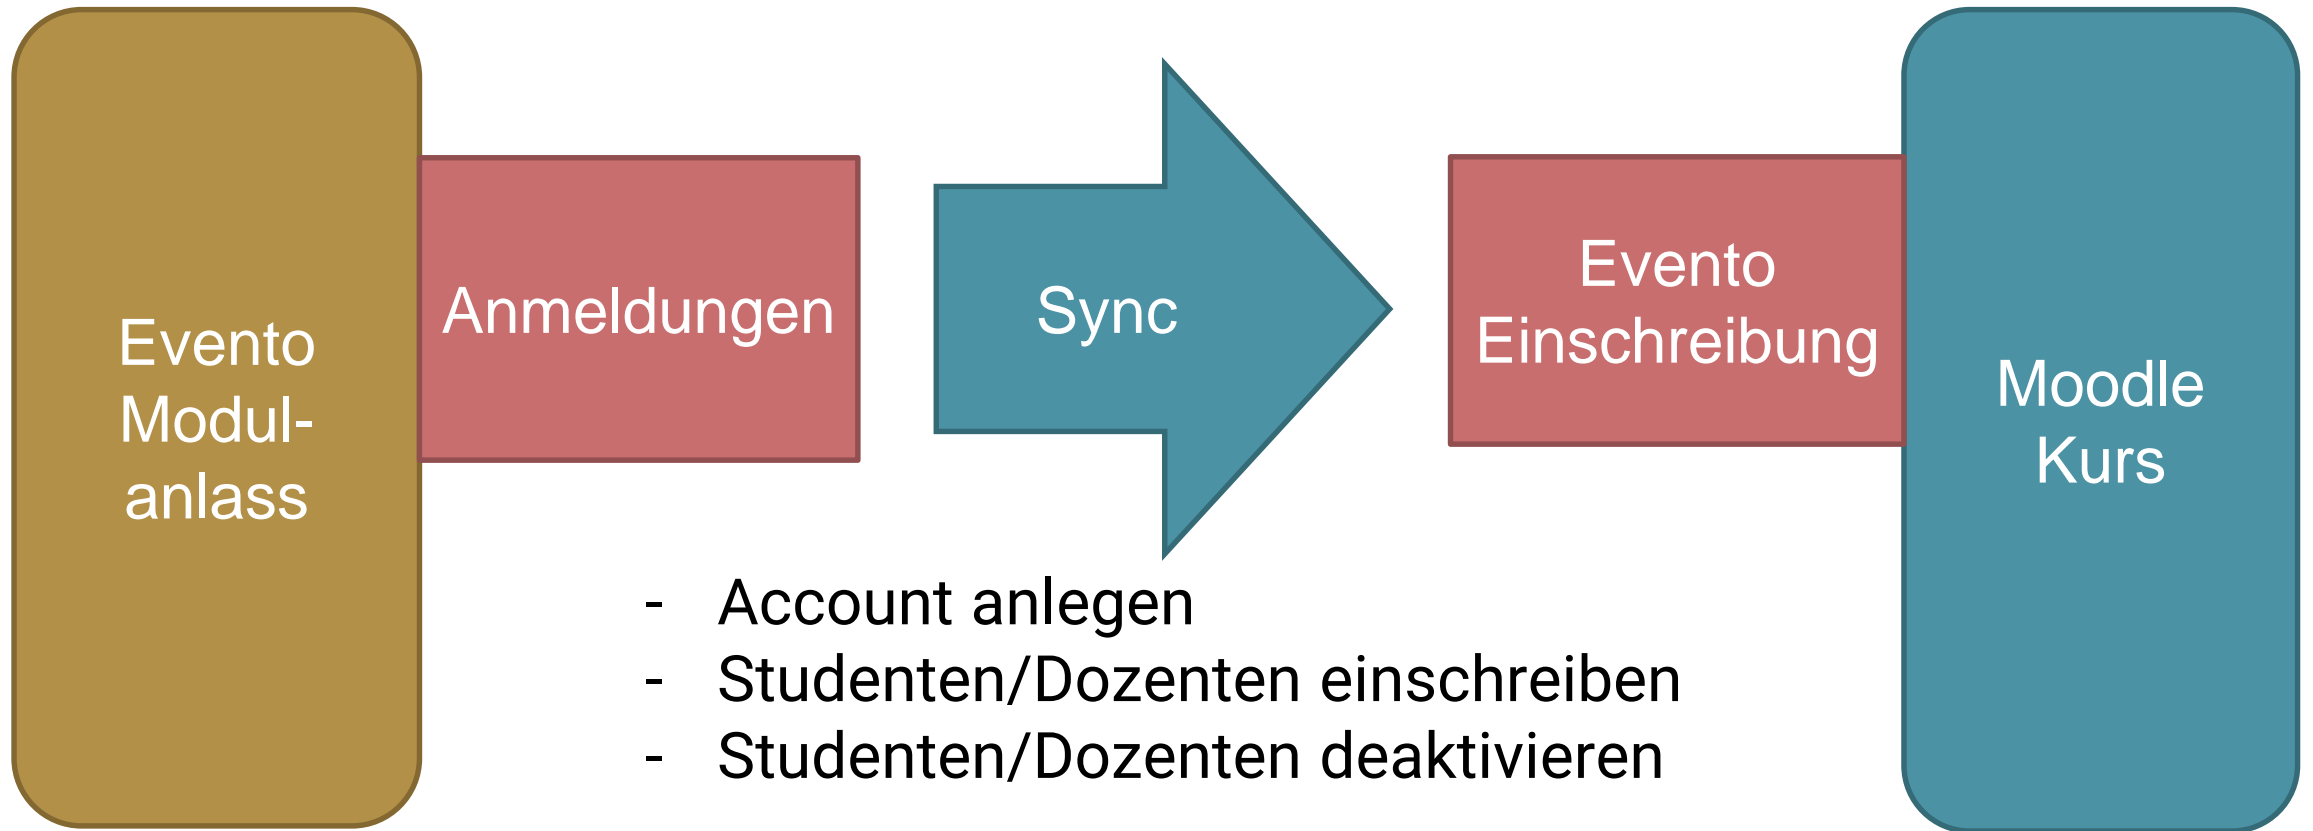 Evento
Modul-
anlass
Anmeldungen
Sync
Evento
Einschreibung
Moodle
Kurs
- Account anlegen
- Studenten/Dozenten einschreiben
- Studenten/Dozenten deaktivieren